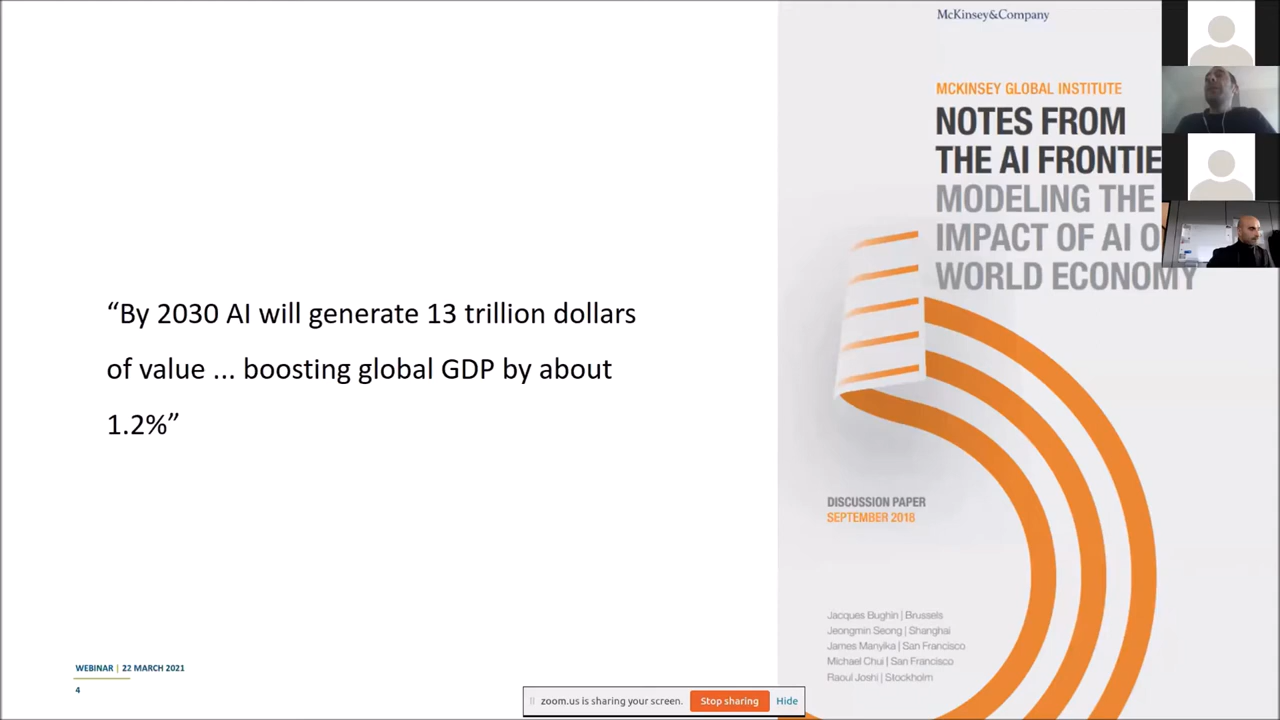 “By 2030 AI will generate 13 trillion dollars
of value ... boosting global GDP by about
1.2%”
McKinsey&Company
MCKINSEY GLOBAL INSTITUTE
NOTES FROM
THE AI FRONTIE
MODELING THE
IMPACT OF AI O
WORLD ECONOMY
DISCUSSION PAPER
SEPTEMBER 2018
Jacques Bughin | Brussels
Jeongmin Seong | Shanghai
James Manyika | San Francisco
Michael Chui | San Francisco
Raoul Joshi | Stockholm
WEBINAR | 22 MARCH 2021
4
zoom.us is sharing your screen. Stop sharing Hide